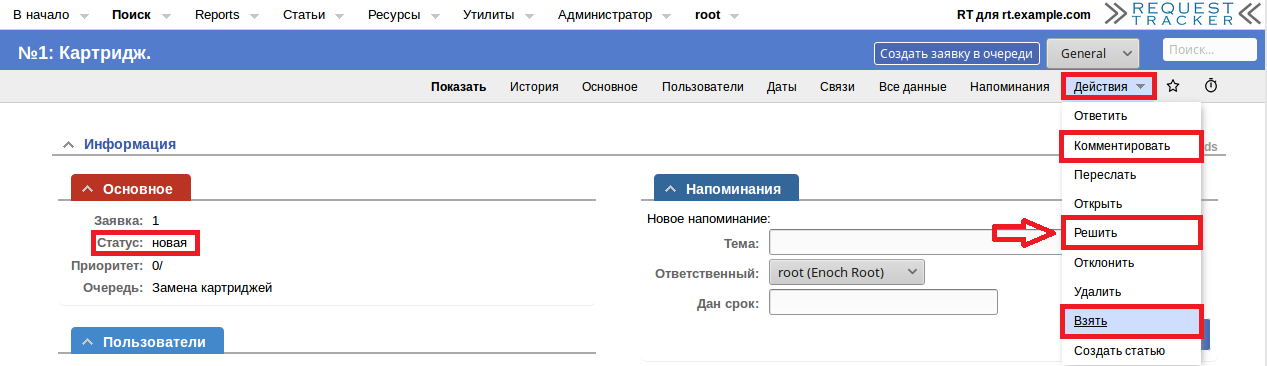 В начало Поиск Reports Статьи Ресурсы Утилиты Администратор root RT для rt.example.com REQUEST TRACKER
№1: Картридж. Создать заявку в очереди General Поиск...
Показать История Основное Пользователи Даты Связи Все данные Напоминания Действия
Ответить
Информация
Комментировать ds
Переслать
Основное Напоминания
Открыть
Заявка: 1 Новое напоминание:
Статус: новая Тема: Решить
Приоритет: 0/ Ответственный: root (Enoch Root) Отклонить
Очередь: Замена картриджей
Удалить
Дан срок:
Взять
Пользователи
Создать статью